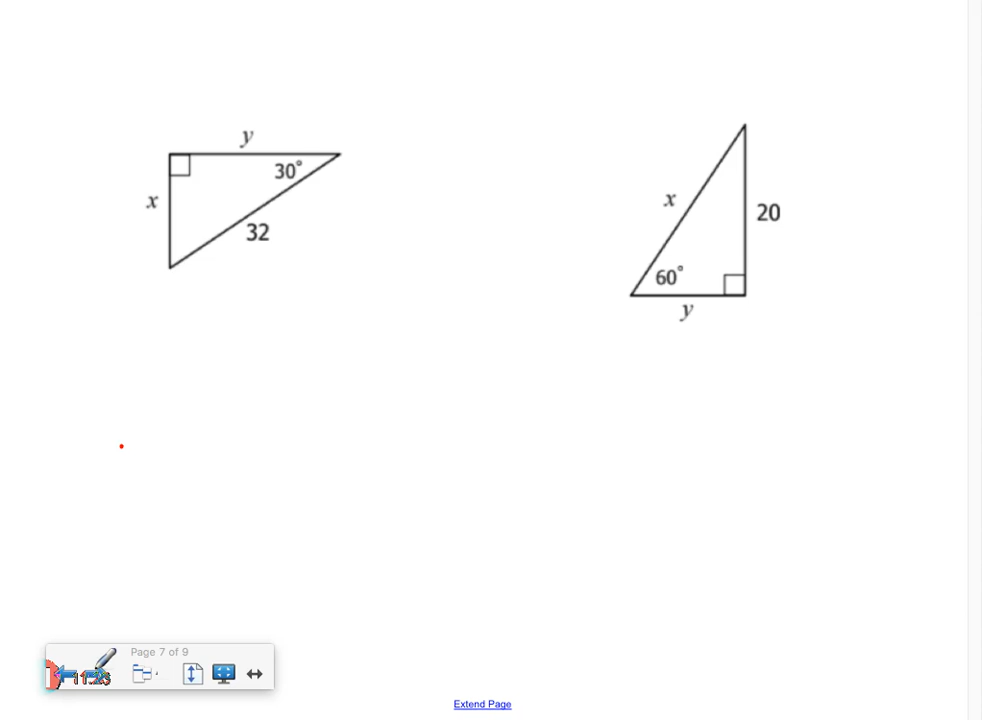 y
30°
x
32
x
20
60°
y
Page 7 of 9
Extend Page